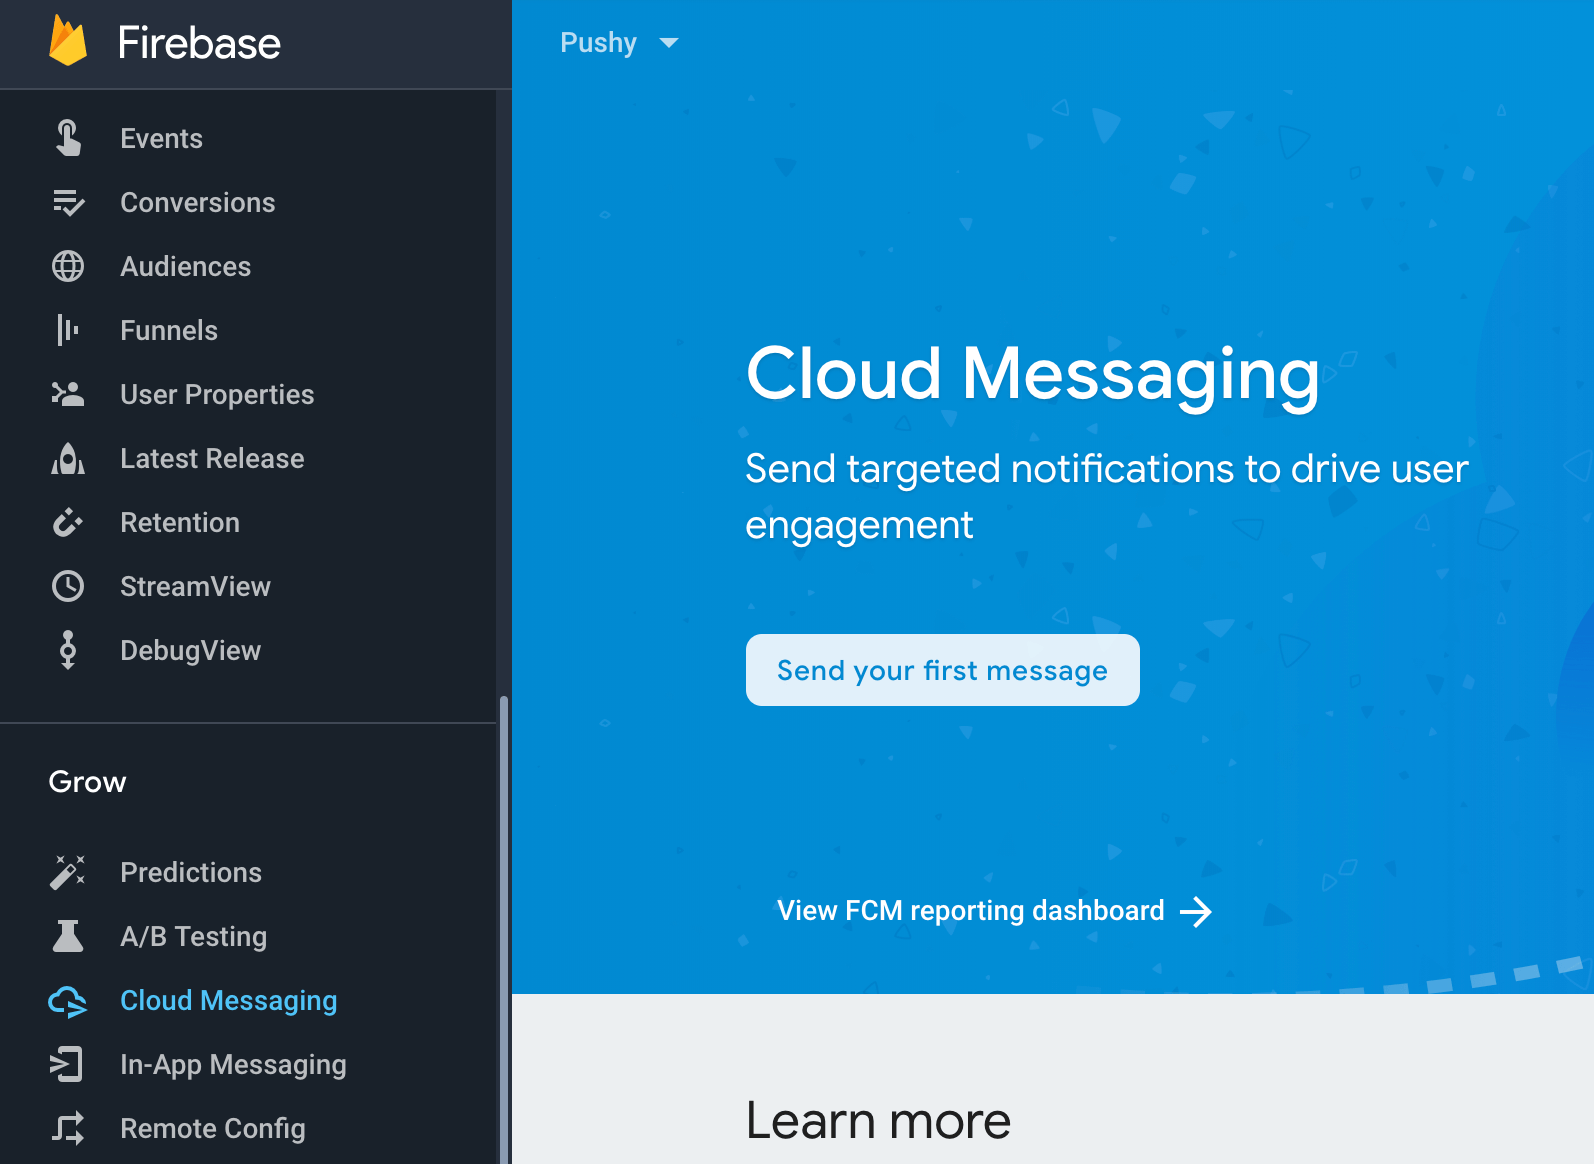 Firebase
Events
Conversions
Audiences
Funnels
User Properties
Latest Release
Retention
StreamView
DebugView
Grow
Predictions
A/B Testing
Cloud Messaging
In-App Messaging
Remote Config
Pushy
Cloud Messaging
Send targeted notifications to drive user
engagement
Send your first message
View FCM reporting dashboard
Learn more